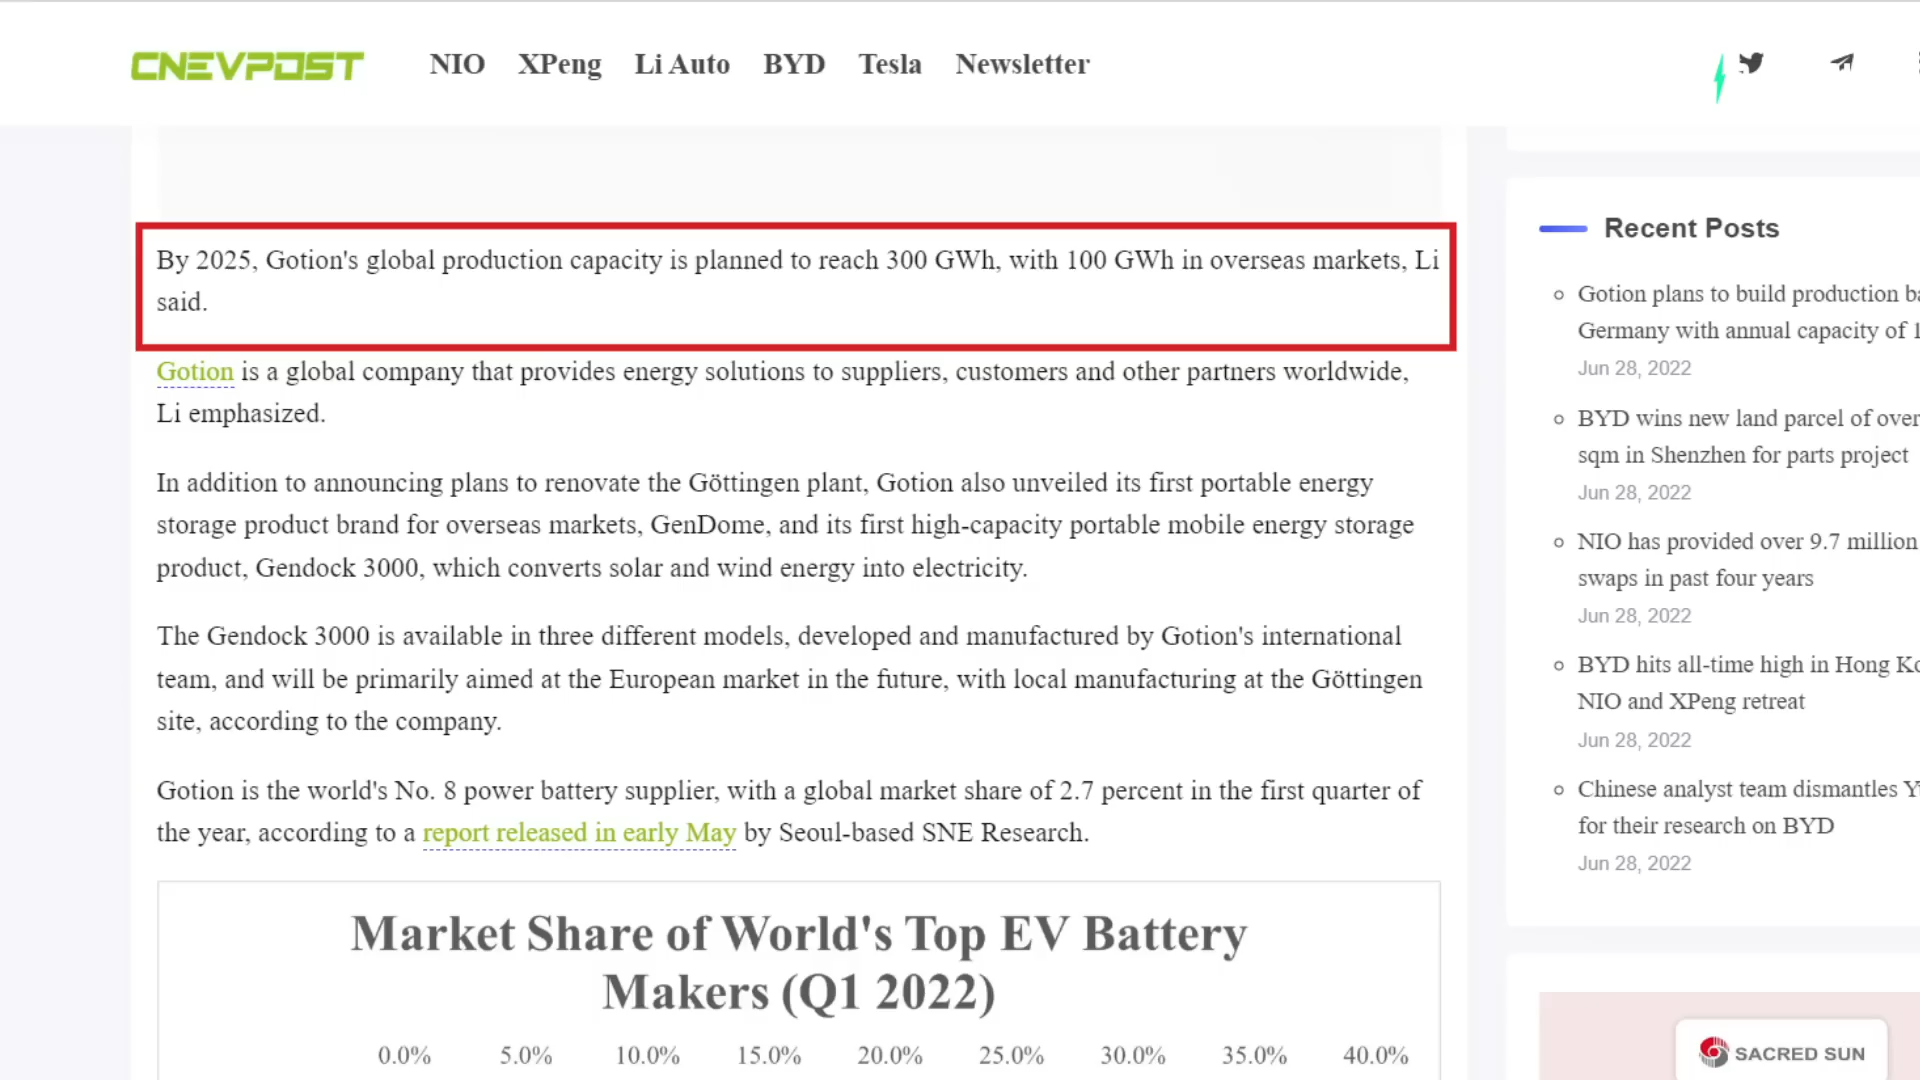 CNEVPOST
NIO XPeng Li Auto BYD Tesla Newsletter
By 2025, Gotion's global production capacity is planned to reach 300 GWh, with 100 GWh in overseas markets, Li
said.
Gotion is a global company that provides energy solutions to suppliers, customers and other partners worldwide,
Li emphasized.
In addition to announcing plans to renovate the Göttingen plant, Gotion also unveiled its first portable energy
storage product brand for overseas markets, GenDome, and its first high-capacity portable mobile energy storage
product, Gendock 3000, which converts solar and wind energy into electricity.
The Gendock 3000 is available in three different models, developed and manufactured by Gotion's international
team, and will be primarily aimed at the European market in the future, with local manufacturing at the Göttingen
site, according to the company.
Gotion is the world's No. 8 power battery supplier, with a global market share of 2.7 percent in the first quarter of
the year, according to a report released in early May by Seoul-based SNE Research.
Market Share of World's Top EV Battery
Makers (Q1 2022)
0.0% 5.0% 10.0% 15.0% 20.0% 25.0% 30.0% 35.0% 40.0%
Recent Posts
Gotion plans to build production
Germany with annual capacity of
Jun 28, 2022
BYD wins new land parcel of over
sqm in Shenzhen for parts project
Jun 28, 2022
NIO has provided over 9.7 million
swaps in past four years
Jun 28, 2022
BYD hits all-time high in Hong
NIO and XPeng retreat
Jun 28, 2022
Chinese analyst team dismantles
for their research on BYD
Jun 28, 2022
SACRED SUN